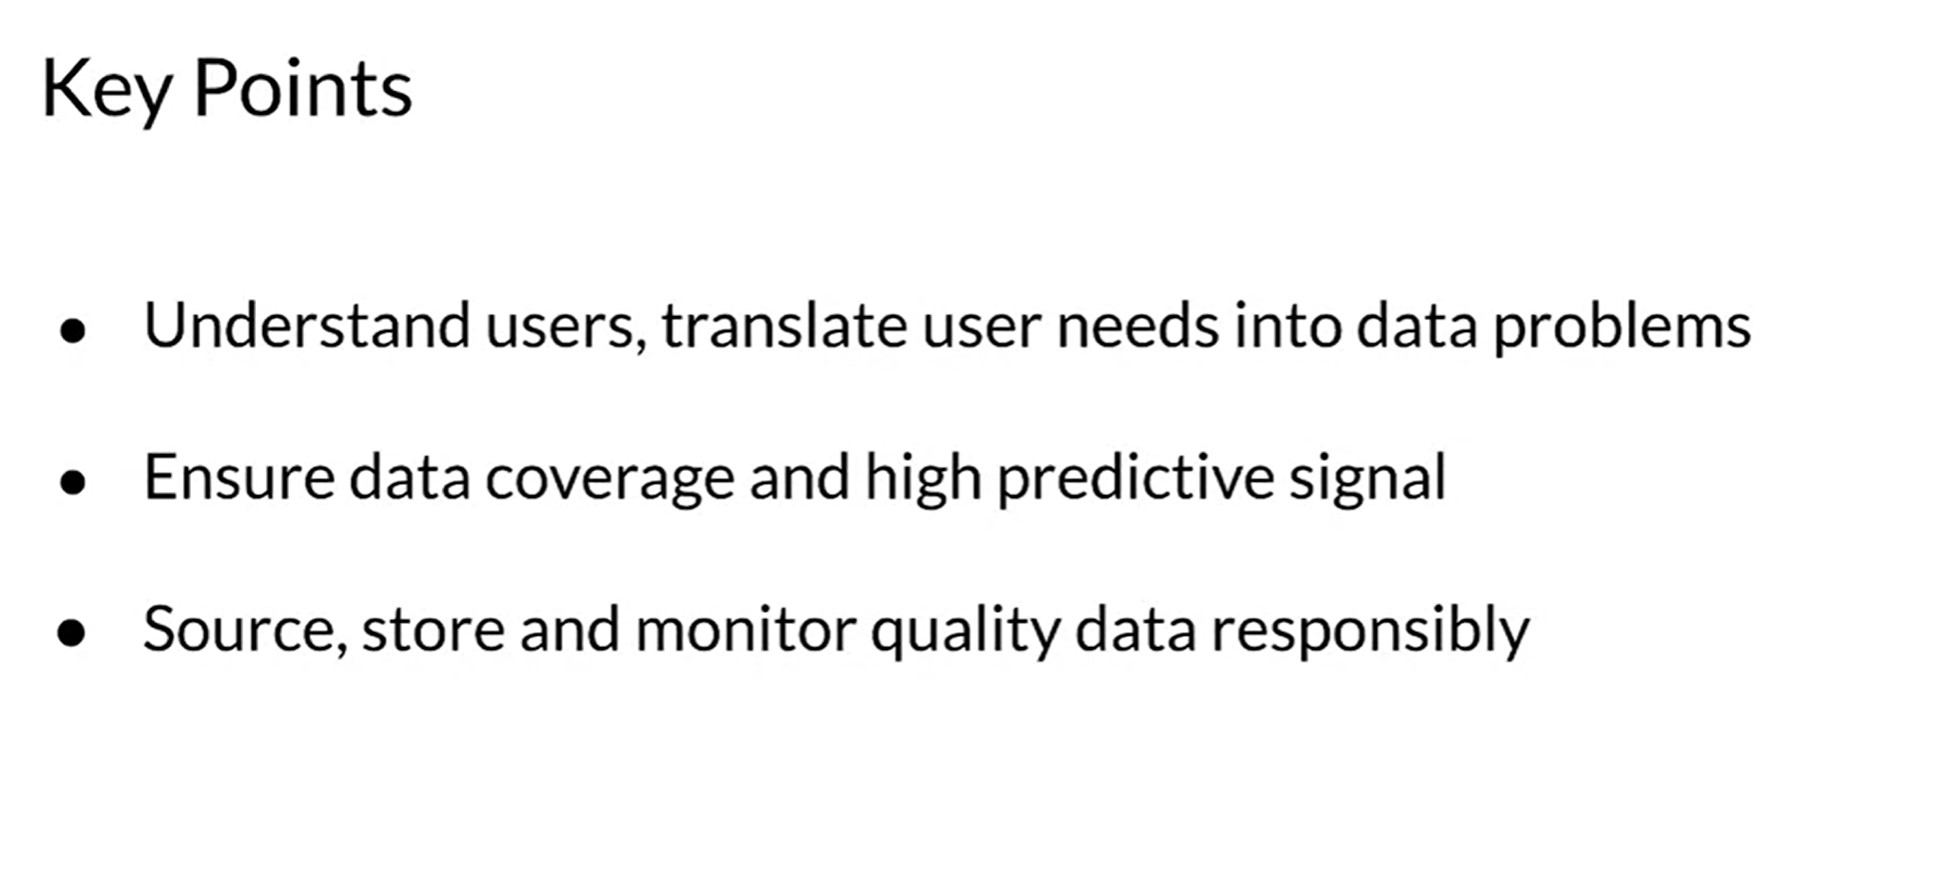 Key Points
● Understand users, translate user needs into data problems
● Ensure data coverage and high predictive signal
● Source, store and monitor quality data responsibly